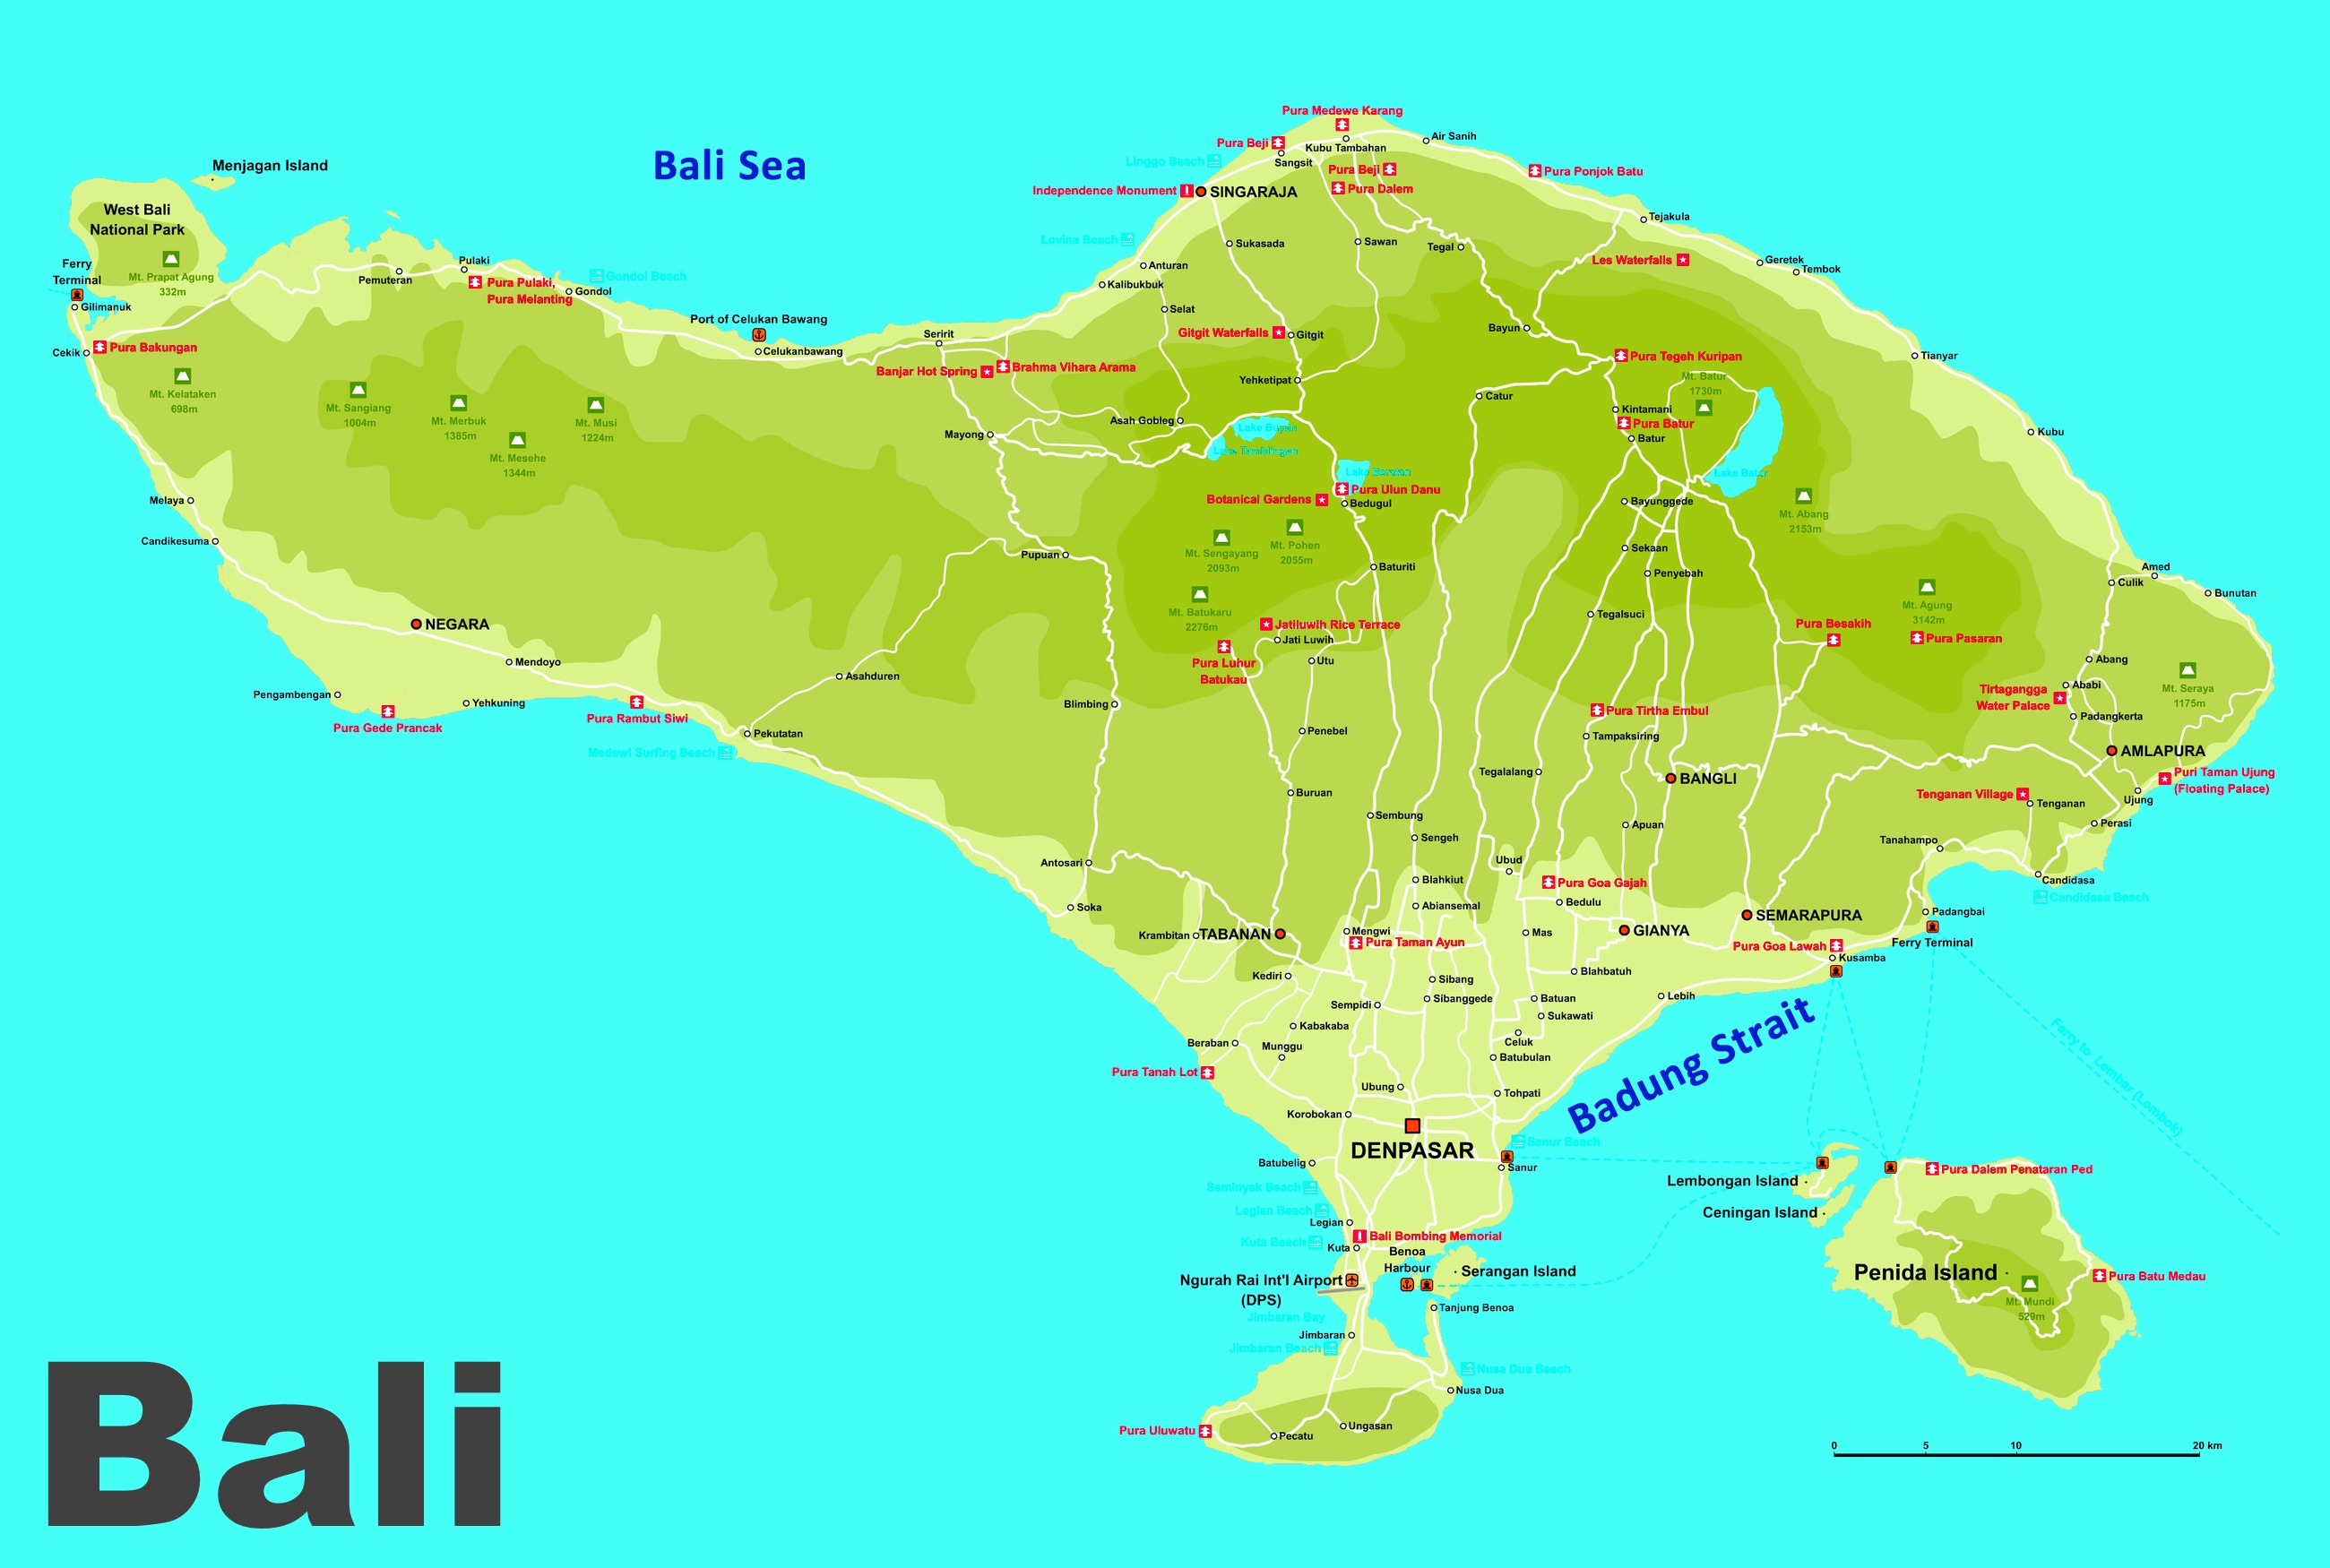 Pura Medewe Karang
Air Sanih
Pura Beji
Kubu Tambahan
Linggo Beach
Sangsit
Bali Sea
Menjagan Island
Pura Beji
Pura Ponjok Batu
Independence Monument
SINGARAJA
Pura Dalem
West Bali
National Park
Tejakula
Lovina Beach
Sukasada
Sawan
Tegal
Ferry
Terminal
Mt. Prapat Agung
332m
Pulaki
Pemuteran
Gondol Beach
Pura Pulaki,
Pura Melanting
Gondol
Anturan
Kalibukbuk
Les Waterfalls
Geretek
Tembok
Gilimanuk
Port of Celukan Bawang
Selat
Cekik
Pura Bakungan
Celukanbawang
Seririt
Gitgit Waterfalls
Gitgit
Bayun
Pura Tegeh Kuripan
Tianyar
Banjar Hot Spring
Brahma Vihara Arama
Yehketipat
Mt. Batur
1730m
Mt. Kelataken
698m
Mt. Sangiang
1004m
Mt. Merbuk
1385m
Mt. Musi
1224m
Mt. Mesehe
1344m
Catur
Kintamani
Asah Gobleg
Lake Buyan
Pura Batur
Mayong
Batur
Kubu
Lake Tamblingan
Lake Beratan
Lake Batur
Pura Ulun Danu
Melaya
Botanical Gardens
Bedugul
Bayunggede
Mt. Abang
2153m
Candikesuma
Mt. Sengayang
2093m
Mt. Pohen
2055m
Pupuan
Sekaan
Baturiti
Penyebah
Amed
Culik
Bunutan
Mt. Batukaru
2276m
Mt. Agung
3142m
NEGARA
Jatiluwih Rice Terrace
Jati Luwih
Tegalsuci
Pura Besakih
Pura Pasaran
Pura Luhur
Batukau
Utu
Mendoyo
Asahduren
Abang
Mt. Seraya
1175m
Pengambengan
Yehkuning
Pura Gede Prancak
Pura Rambut Siwi
Blimbing
Pura Tirtha Embul
Tirtagangga
Water Palace
Ababi
Padangkerta
Pekutatan
Medewi Surfing Beach
Penebel
Tampaksiring
AMLAPURA
Tegalalang
BANGLI
Puri Taman Ujung
(Floating Palace)
Buruan
Tenganan Village
Tenganan
Ujung
Sembung
Apuan
Perasi
Sengeh
Tanahampo
Antosari
Ubud
Blahkiut
Pura Goa Gajah
Candidasa
Candidasa Beach
Soka
Abiansemal
Bedulu
SEMARAPURA
Padangbai
Krambitan
TABANAN
Mengwi
Pura Taman Ayun
Mas
GIANYA
Pura Goa Lawah
Ferry Terminal
Kusamba
Kediri
Sibang
Blahbatuh
Sempidi
Sibanggede
Batuan
Lebih
Sukawati
Kabakaba
Beraban
Munggu
Celuk
Batubulan
Badung Strait
Ferry to Lembar (Lombok)
Pura Tanah Lot
Ubung
Tohpati
Korobokan
DENPASAR
Sanur Beach
Batubelig
Sanur
Pura Dalem Penataran Ped
Seminyak Beach
Lembongan Island
Legian Beach
Legian
Ceningan Island
Kuta Beach
Kuta
Bali Bombing Memorial
Benoa
Harbour
Ngurah Rai Int'l Airport
(DPS)
Serangan Island
Penida Island
Pura Batu Medau
Mt. Mundi
529m
Jimbaran Bay
Tanjung Benoa
Jimbaran
Jimbaran Beach
Nusa Dua Beach
Nusa Dua
Pura Uluwatu
Pecatu
Ungasan
0 5 10 20 km
Bali